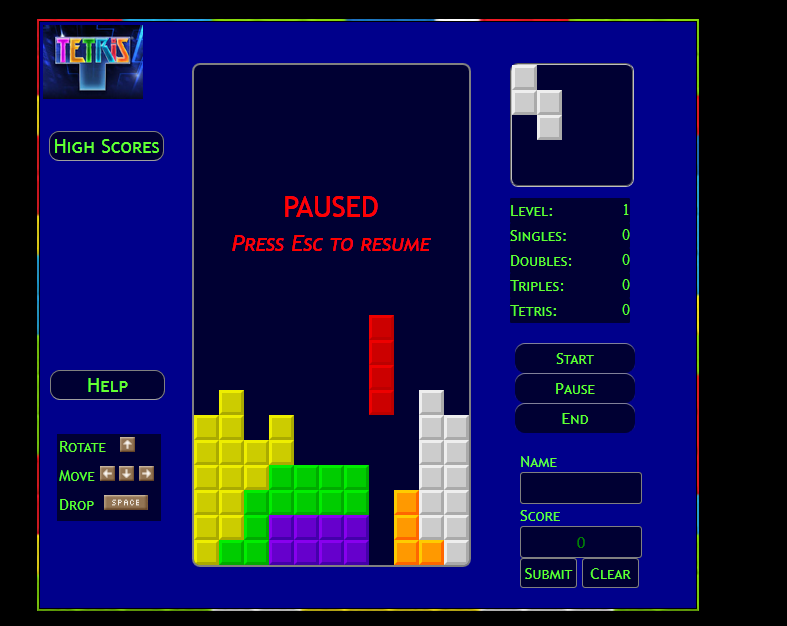 TETRIS
High Scores
PAUSED
Press Esc to resume
Level: 1
Singles: 0
Doubles: 0
Triples: 0
Tetris: 0
Start
Pause
End
Help
Rotate
Move
Drop SPACE
Name
Score
0
Submit Clear